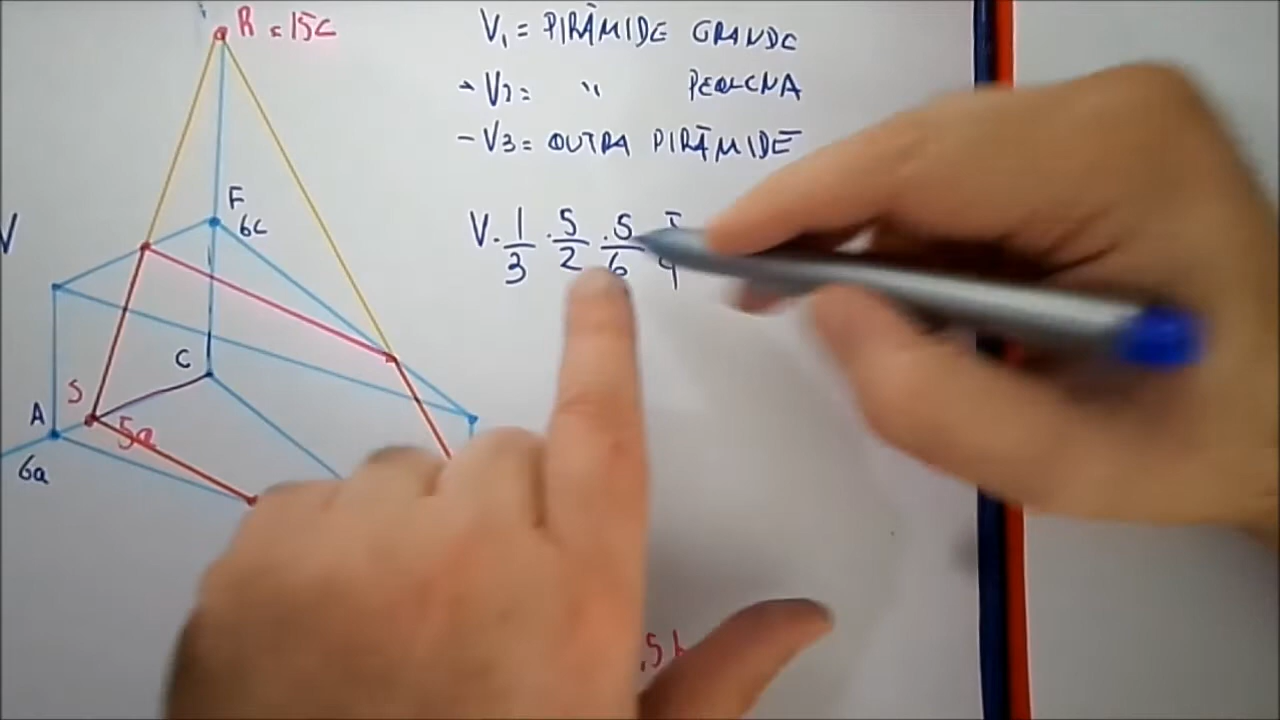 R = 15c
V₁ = PIRÂMIDE GRANDE
- V₂ = " PEQUENA
- V3 = OUTRA PIRÂMIDE
F
6c
V
V · 1/3 · 5/2 · 5/6
C
S
A
5a
6a